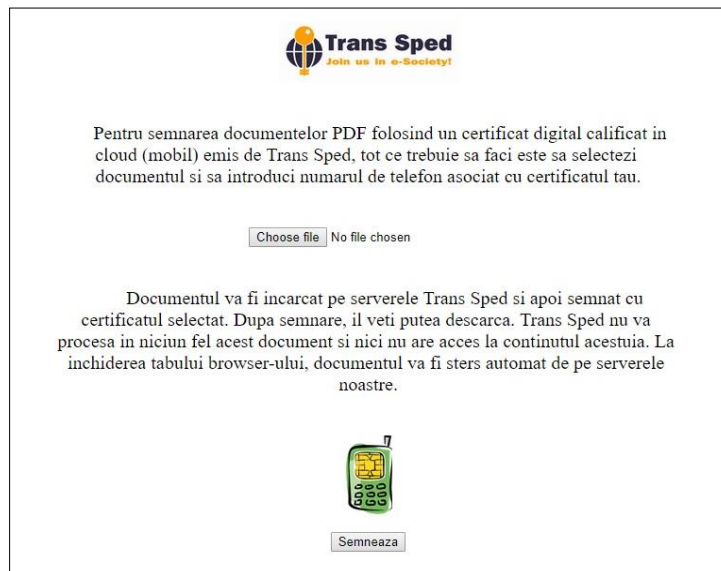 Trans Sped
Join us in e-Society!
Pentru semnarea documentelor PDF folosind un certificat digital calificat in
cloud (mobil) emis de Trans Sped, tot ce trebuie sa faci este sa selectezi
documentul si sa introduci numarul de telefon asociat cu certificatul tau.
Choose file No file chosen
Documentul va fi incarcat pe serverele Trans Sped si apoi semnat cu
certificatul selectat. Dupa semnare, il veti putea descarca. Trans Sped nu va
procesa in niciun fel acest document si nici nu are acces la continutul acestuia. La
inchiderea tabului browser-ului, documentul va fi sters automat de pe serverele
noastre.
Semneaza